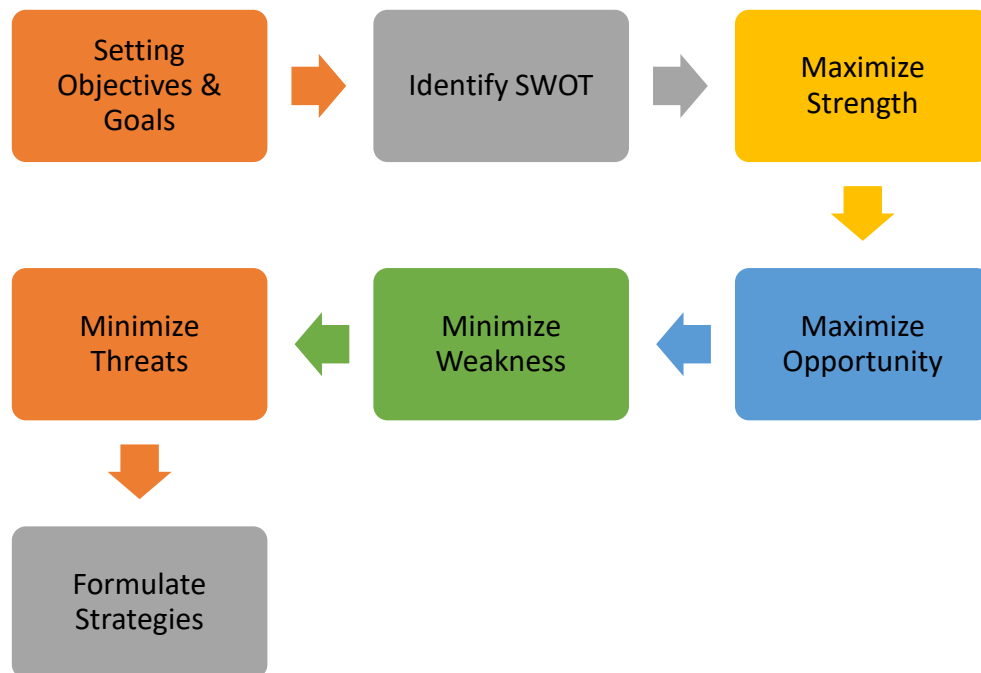 Setting
Objectives &
Goals
Identify SWOT
Maximize
Strength
Maximize
Opportunity
Minimize
Weakness
Minimize
Threats
Formulate
Strategies